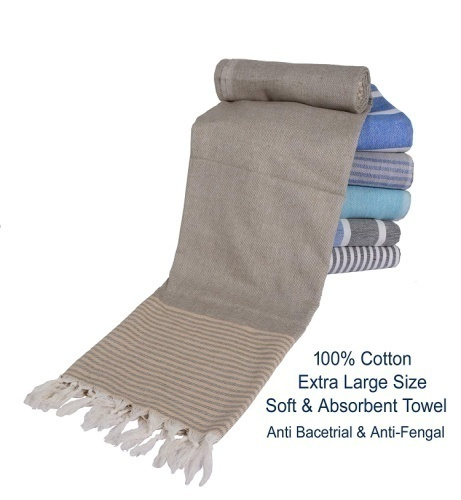 100% Cotton
Extra Large Size
Soft & Absorbent Towel
Anti Bacetrial & Anti-Fengal